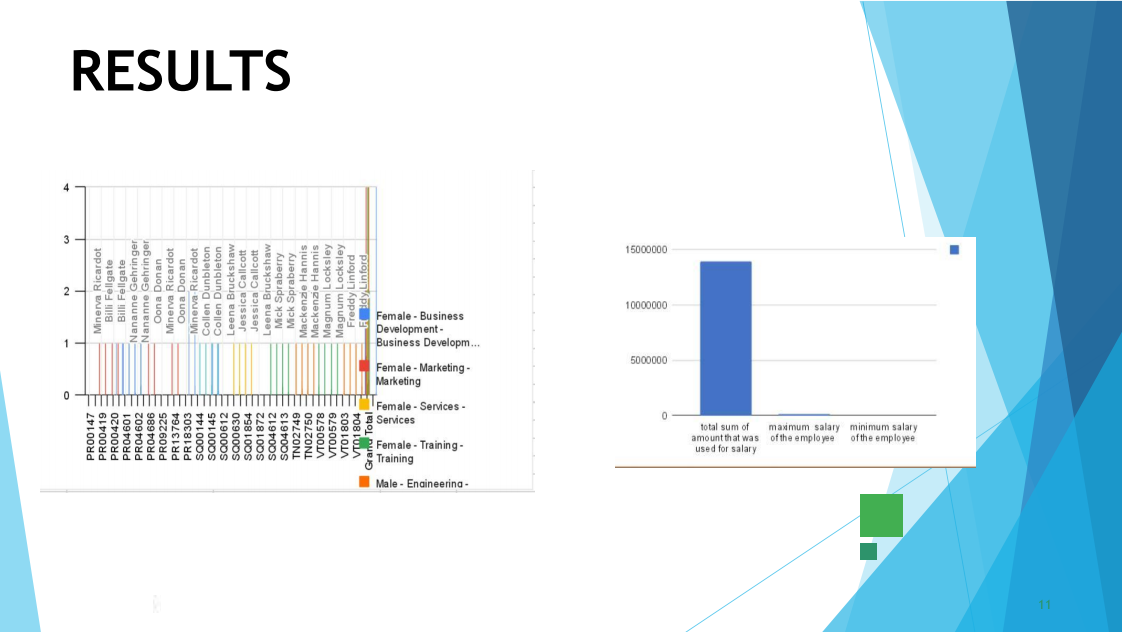 RESULTS
4
3
2
1
0
Minerva Ricardot
Billi Fellgate
Billi Fellgate
Nananne Gehringer
Nananne Gehringer
Oona Donan
Minerva Ricardot
Oona Donan
Minerva Ricardot
Collen Dunbleton
Collen Dunbleton
Leena Bruckshaw
Jessica Callcott
Jessica Callcott
Leena Bruckshaw
Mick Spraberry
Mick Spraberry
Mackenzie Hannis
Mackenzie Hannis
Magnum Locksley
Magnum Locksley
Freddy Linford
Freddy Linford
PR00147
PR00419
PR00420
PR04601
PR04602
PR04686
PR09225
PR13764
PR18303
SQ00144
SQ00145
SQ00612
SQ00630
SQ01854
SQ01872
SQ04612
SQ04613
TN02749
TN02750
VT00578
VT00579
VT01803
VT01804
Grand Total
Female - Business
Development -
Business Developm...
Female - Marketing -
Marketing
Female - Services -
Services
Female - Training -
Training
Male - Engineering -
15000000
10000000
5000000
0
total sum of
amount that was
used for salary
maximum salary
of the employee
minimum salary
of the employee
11